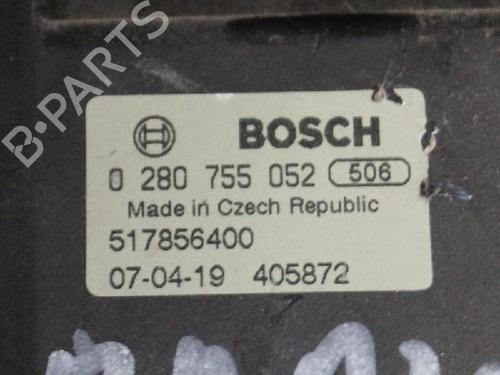 B-PARTS
BOSCH
0 280 755 052 506
Made in Czech Republic
517856400
07-04-19 405872